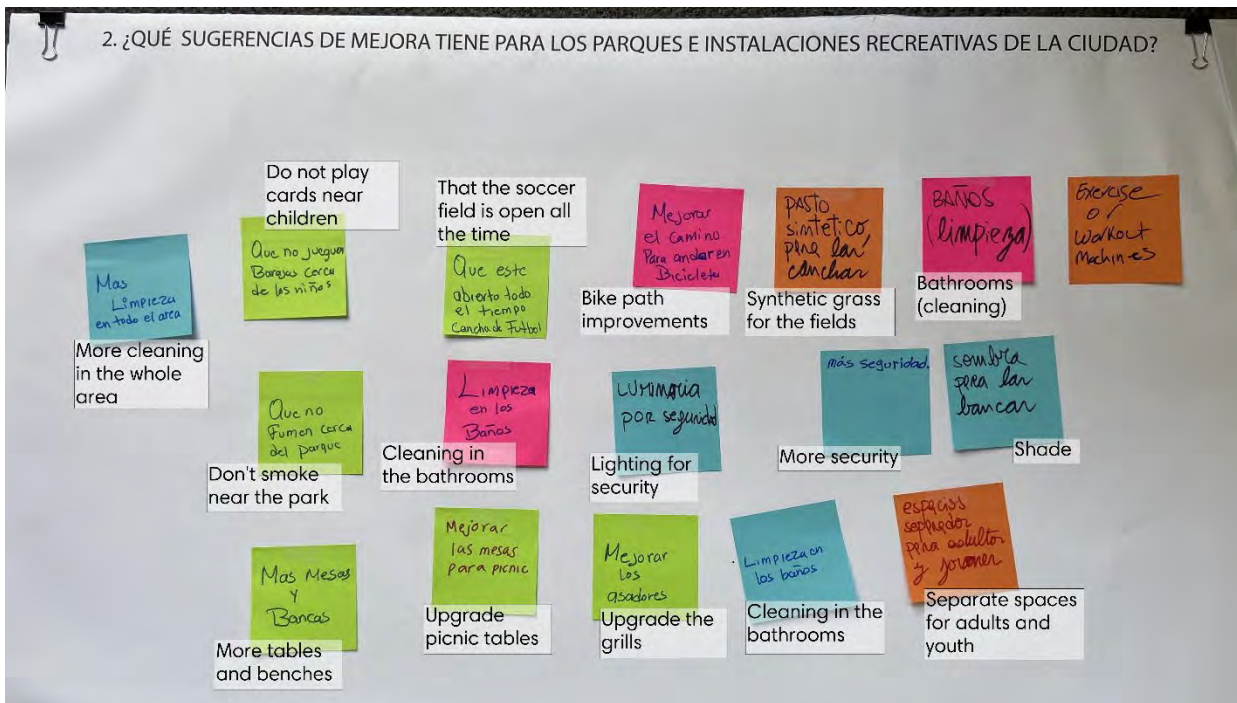 2. ¿QUÉ SUGERENCIAS DE MEJORA TIENE PARA LOS PARQUES E INSTALACIONES RECREATIVAS DE LA CIUDAD?
Mas
Limpieza
en todo el area
More cleaning
in the whole
area
Do not play
cards near
children
Que no juegen
Barajas cerca
de los niños
That the soccer
field is open all
the time
Que este
abierto todo
el tiempo
Cancha de Futbol
Mejorar
el camino
Para andar en
Bicicleta
Bike path
improvements
PASTO
sintetico
para las
canchas
Synthetic grass
for the fields
BAÑOS
(limpieza)
Bathrooms
(cleaning)
Exercise
or
Workout
Machines
Que no
Fumen cerca
del parque
Don't smoke
near the park
Limpieza
en los
Baños
Cleaning in
the bathrooms
LUMINARIA
POR seguridad
Lighting for
security
más seguridad.
More security
sombra
para las
bancas
Shade
Mas Mesas
Y
Bancas
More tables
and benches
Mejorar
las mesas
para picnic
Upgrade
picnic tables
Mejorar
los
asadores
Upgrade the
grills
Limpieza en
los baños
Cleaning in the
bathrooms
espacios
separados
para adultos
y jovenes
Separate spaces
for adults and
youth